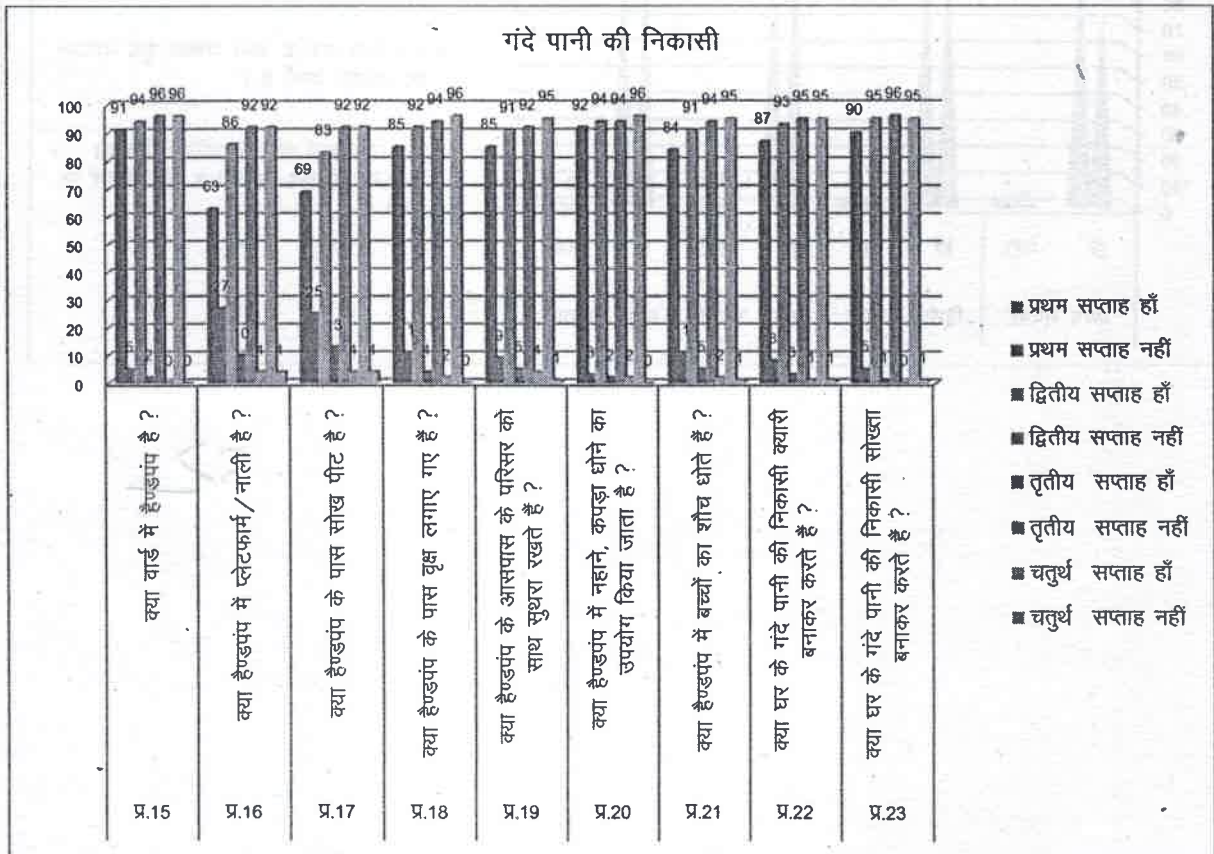 गंदे पानी की निकासी
91 94 96 96 92 92 92 92 92 94 96 91 92 95 92 94 94 96 91 94 95 93 95 95 95 96 95
100
90
80
70
60
50
40
30
20
10
0
63 86 69 83 85 85 84 87 90
27 25
क्या वार्ड में हैण्डपंप है ?
क्या हैण्डपंप में प्लेटफार्म/नाली है ?
क्या हैण्डपंप के पास सोख पीट है ?
क्या हैण्डपंप के पास वृक्ष लगाए गए हैं ?
क्या हैण्डपंप के आसपास के परिसर को
साथ सुथरा रखते हैं ?
क्या हैण्डपंप में नहाने, कपड़ा धोने का
उपयोग किया जाता है ?
क्या हैण्डपंप में बच्चों का शौच धोते हैं ?
क्या घर के गंदे पानी की निकासी क्यारी
बनाकर करते हैं ?
क्या घर के गंदे पानी की निकासी सोख्ता
बनाकर करते हैं ?
प्र.15 प्र.16 प्र.17 प्र.18 प्र.19 प्र.20 प्र.21 प्र.22 प्र.23
प्रथम सप्ताह हाँ
प्रथम सप्ताह नहीं
द्वितीय सप्ताह हाँ
द्वितीय सप्ताह नहीं
तृतीय सप्ताह हाँ
तृतीय सप्ताह नहीं
चतुर्थ सप्ताह हाँ
चतुर्थ सप्ताह नहीं